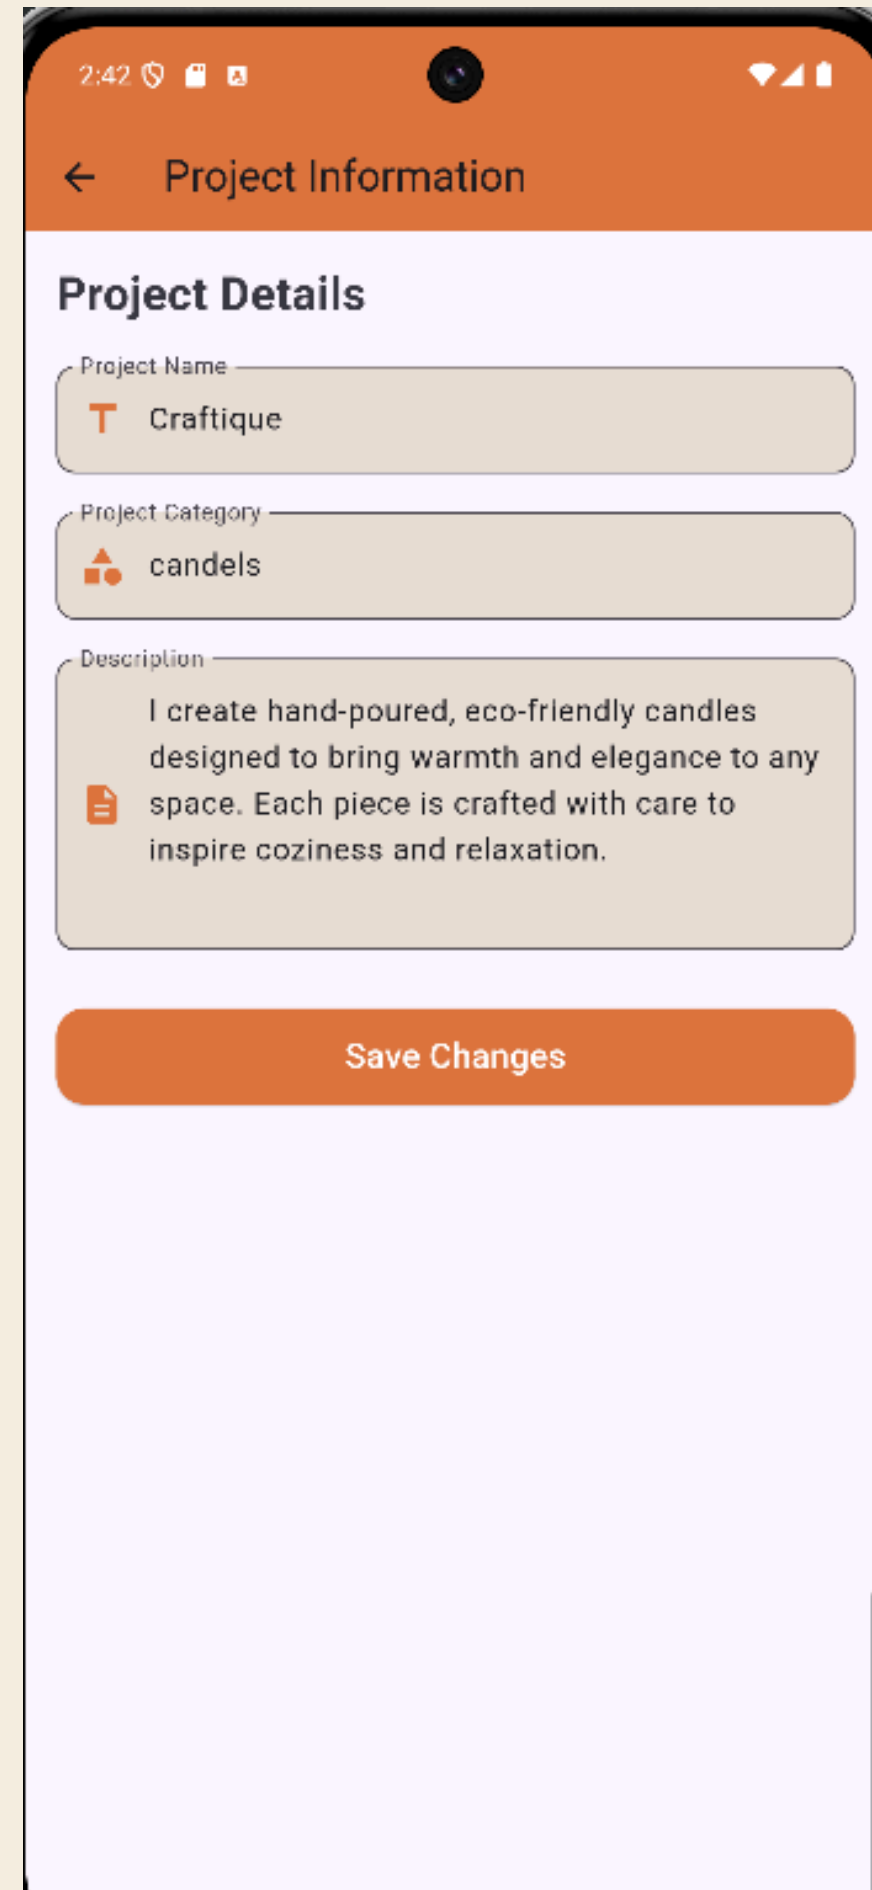 2:42
Project Information
Project Details
Project Name
Craftique
Project Category
candels
Description
I create hand-poured, eco-friendly candles
designed to bring warmth and elegance to any
space. Each piece is crafted with care to
inspire coziness and relaxation.
Save Changes